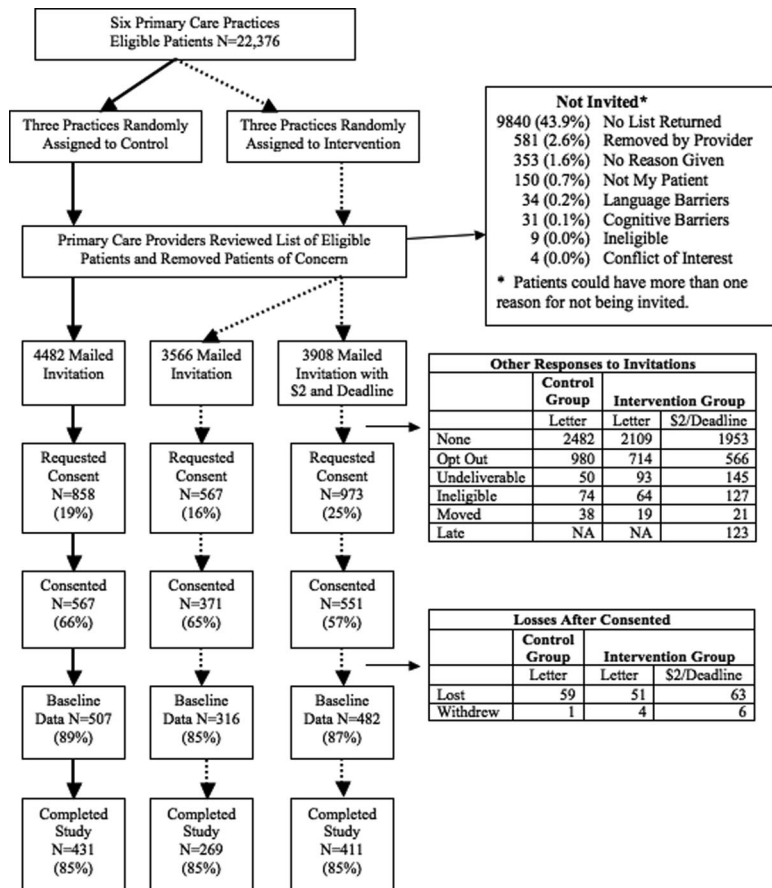 Six Primary Care Practices
Eligible Patients N=22,376
Three Practices Randomly
Assigned to Control
Three Practices Randomly
Assigned to Intervention
Not Invited*
9840 (43.9%) No List Returned
581 (2.6%) Removed by Provider
353 (1.6%) No Reason Given
150 (0.7%) Not My Patient
34 (0.2%) Language Barriers
31 (0.1%) Cognitive Barriers
9 (0.0%) Ineligible
4 (0.0%) Conflict of Interest
* Patients could have more than one
reason for not being invited.
Primary Care Providers Reviewed List of Eligible
Patients and Removed Patients of Concern
4482 Mailed
Invitation
3566 Mailed
Invitation
3908 Mailed
Invitation with
$2 and Deadline
Other Responses to Invitations
Control
Group
Intervention Group
Letter Letter $2/Deadline
None 2482 2109 1953
Opt Out 980 714 566
Undeliverable 50 93 145
Ineligible 74 64 127
Moved 38 19 21
Late NA NA 123
Requested
Consent
N=858
(19%)
Requested
Consent
N=567
(16%)
Requested
Consent
N=973
(25%)
Consented
N=567
(66%)
Consented
N=371
(65%)
Consented
N=551
(57%)
Losses After Consented
Control
Group
Intervention Group
Letter Letter $2/Deadline
Lost 59 51 63
Withdrew 1 4 6
Baseline
Data N=507
(89%)
Baseline
Data N=316
(85%)
Baseline
Data N=482
(87%)
Completed
Study
N=431
(85%)
Completed
Study
N=269
(85%)
Completed
Study
N=411
(85%)